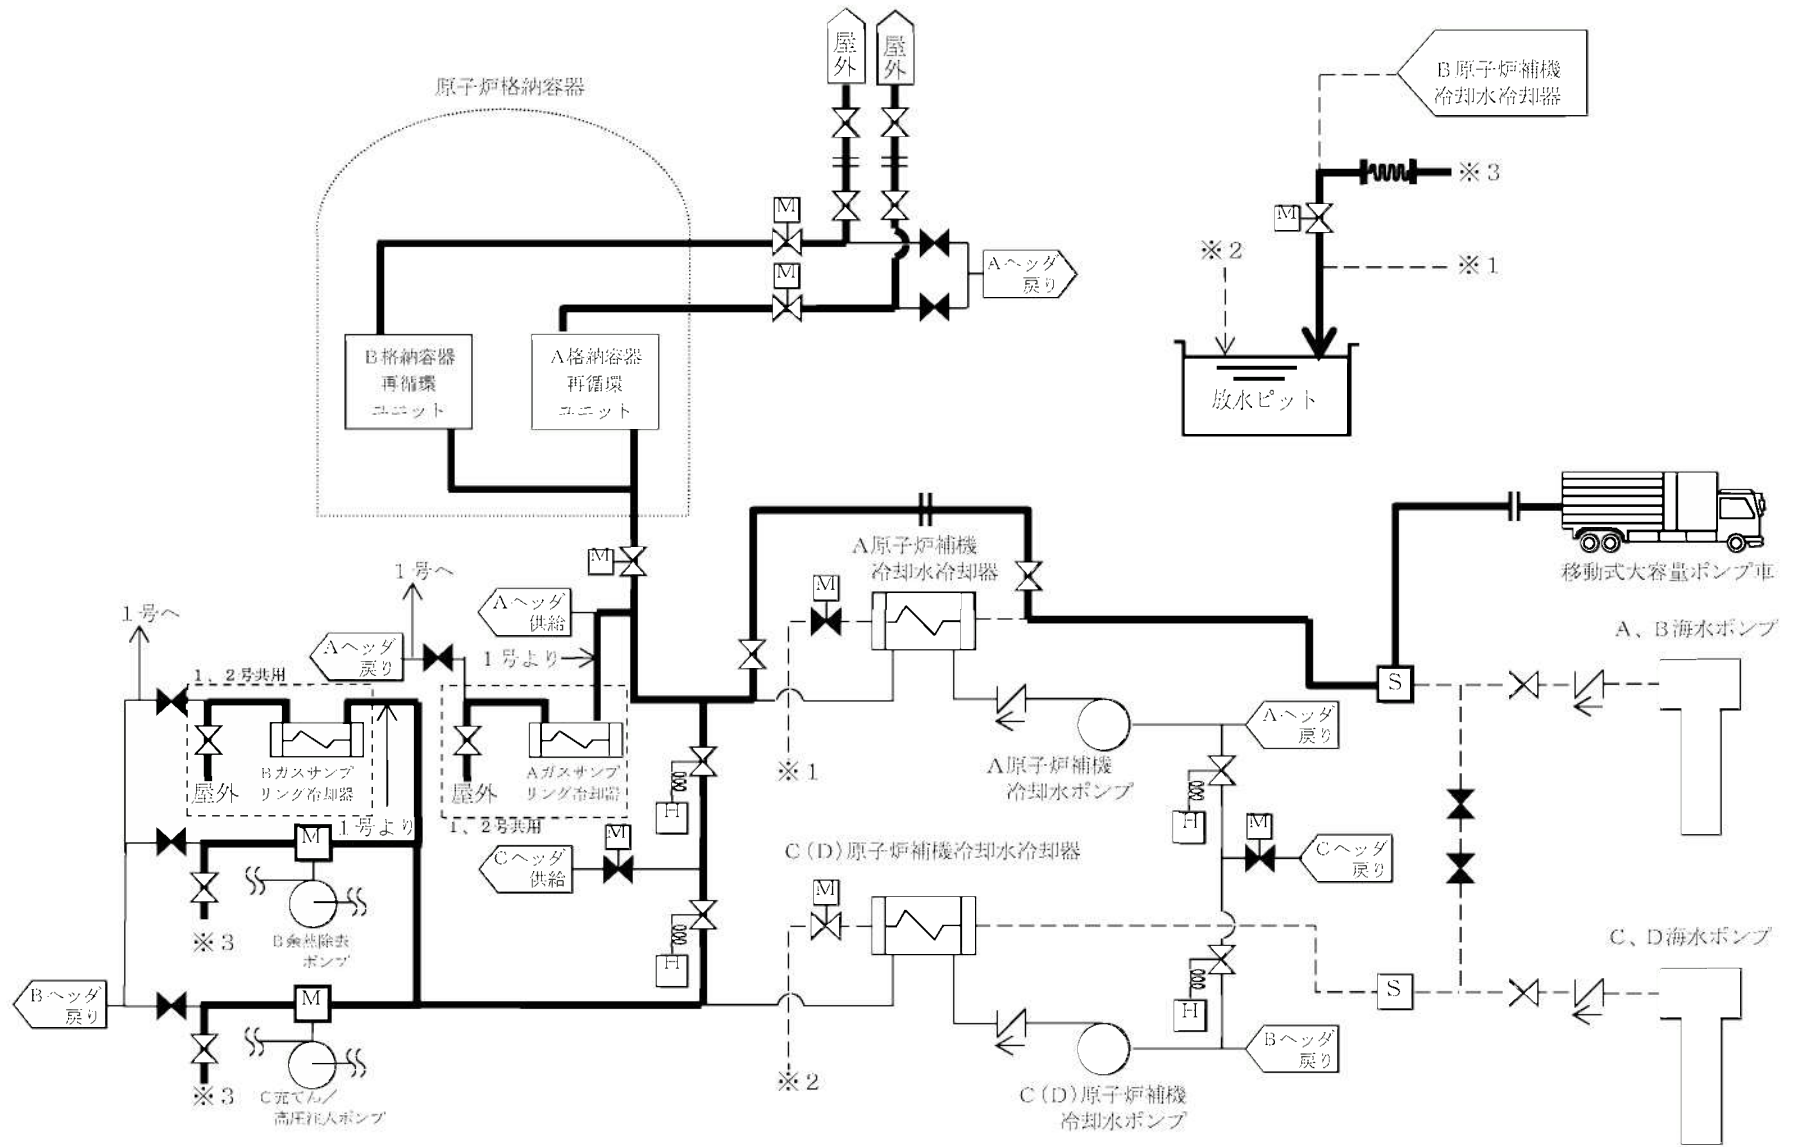 屋外
屋外
B原子炉補機
冷却水冷却器
原子炉格納容器
※3
M
M
※2
※1
M
Aヘッダ
戻り
B格納容器
再循環
ユニット
A格納容器
再循環
ユニット
放水ピット
移動式大容量ポンプ車
A原子炉補機
冷却水冷却器
M
M
1号へ
1号へ
Aヘッダ
供給
Aヘッダ
戻り
1号より
1、2号共用
A、B海水ポンプ
S
Aヘッダ
戻り
Bガスサンプ
リング冷却器
屋外
Aガスサンプ
リング冷却器
屋外
※1
A原子炉補機
冷却水ポンプ
H
H
1号より
1、2号共用
M
M
M
Cヘッダ
供給
C(D)原子炉補機冷却水冷却器
Cヘッダ
戻り
M
※3
B余熱除去
ポンプ
H
C、D海水ポンプ
S
Bヘッダ
戻り
M
H
Bヘッダ
戻り
※3
C充てん/
高圧注入ポンプ
※2
C(D)原子炉補機
冷却水ポンプ